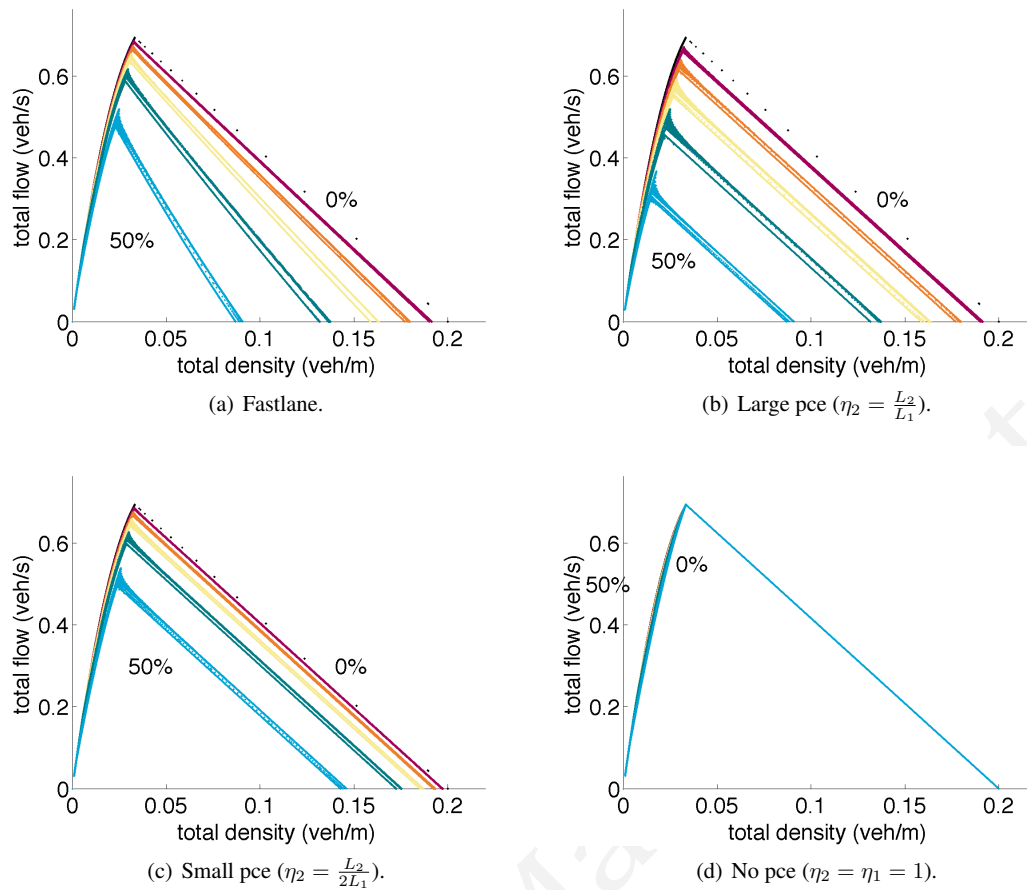 total flow (veh/s)
0.6
0.4
0.2
0
0%
50%
0 0.05 0.1 0.15 0.2
total density (veh/m)
(a) Fastlane.
total flow (veh/s)
0.6
0.4
0.2
0
0%
50%
0 0.05 0.1 0.15 0.2
total density (veh/m)
(b) Large pce (η₂ = L₂/L₁).
total flow (veh/s)
0.6
0.4
0.2
0
50%
0%
0 0.05 0.1 0.15 0.2
total density (veh/m)
(c) Small pce (η₂ = L₂/2L₁).
total flow (veh/s)
0.6
0.4
0.2
0
50%
0%
0 0.05 0.1 0.15 0.2
total density (veh/m)
(d) No pce (η₂ = η₁ = 1).